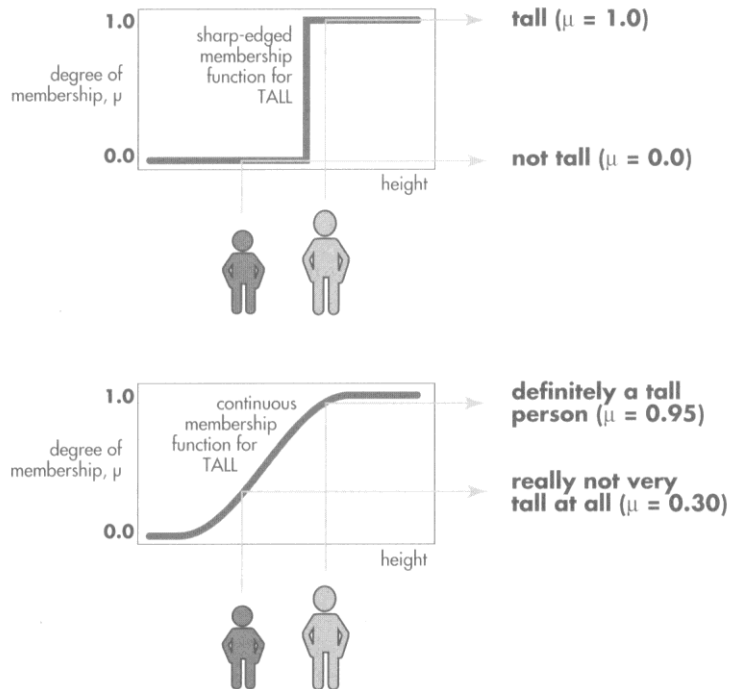 1.0
sharp-edged
membership
function for
TALL
degree of
membership, µ
0.0
height
tall (µ = 1.0)
not tall (µ = 0.0)
1.0
continuous
membership
function for
TALL
degree of
membership, µ
0.0
height
definitely a tall
person (µ = 0.95)
really not very
tall at all (µ = 0.30)